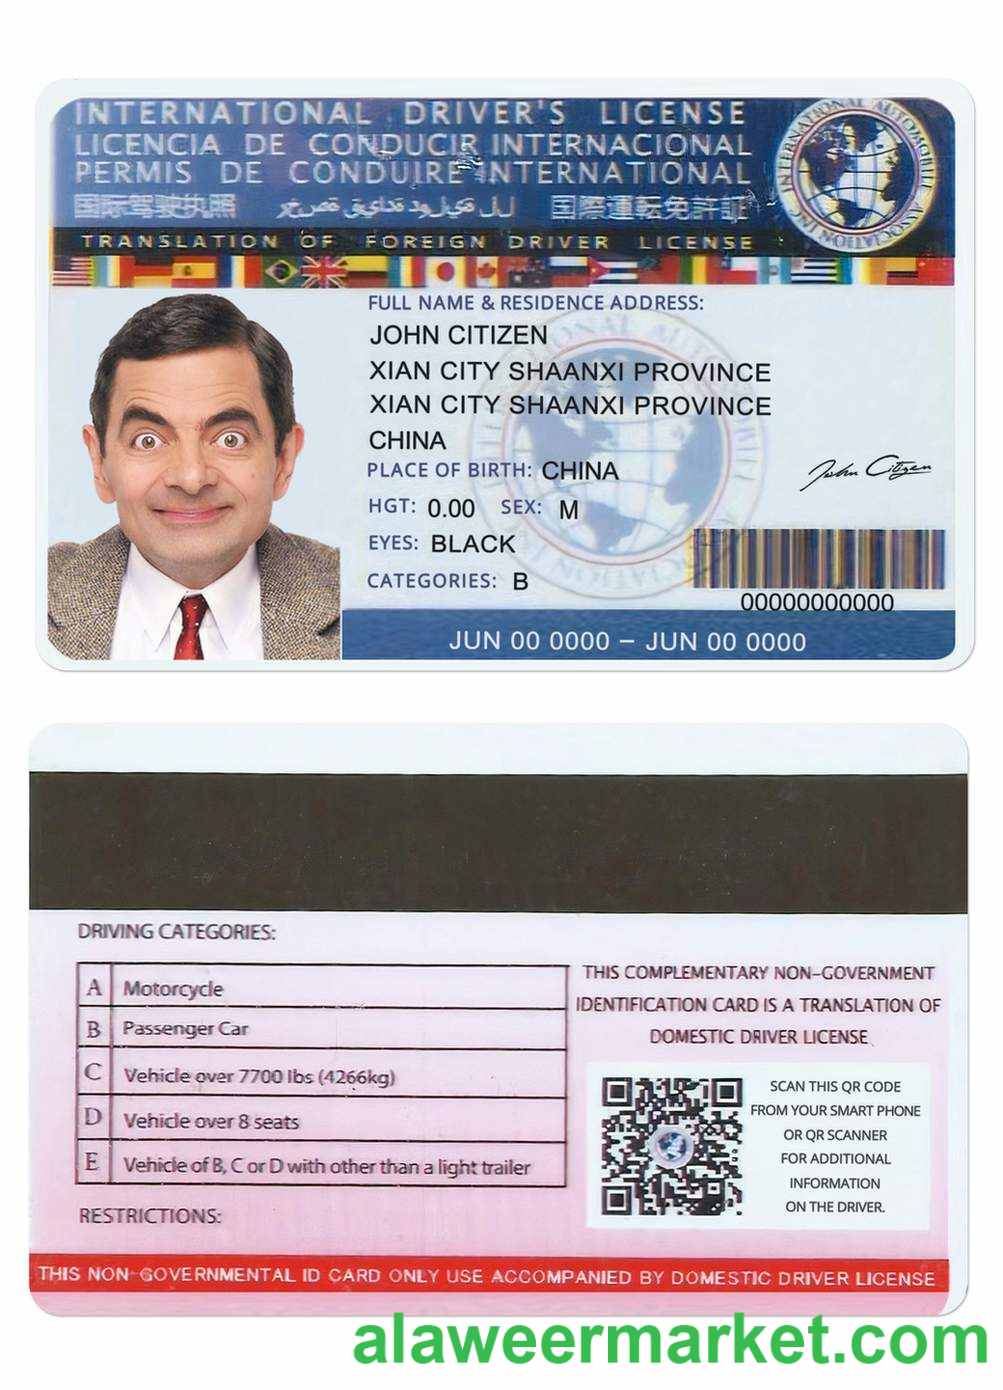 INTERNATIONAL DRIVER'S LICENSE
LICENCIA DE CONDUCIR INTERNACIONAL
PERMIS DE CONDUIRE INTERNATIONAL
国际驾驶执照 国際運転免許証
TRANSLATION OF FOREIGN DRIVER LICENSE
INTERNATIONAL AUTOMOBILE ASSOCIATION INC
FULL NAME & RESIDENCE ADDRESS:
JOHN CITIZEN
XIAN CITY SHAANXI PROVINCE
XIAN CITY SHAANXI PROVINCE
CHINA
PLACE OF BIRTH: CHINA
John Citizen
HGT: 0.00 SEX: M
EYES: BLACK
CATEGORIES: B
00000000000
JUN 00 0000 – JUN 00 0000
DRIVING CATEGORIES:
A Motorcycle
B Passenger Car
C Vehicle over 7700 lbs (4266kg)
D Vehicle over 8 seats
E Vehicle of B, C or D with other than a light trailer
RESTRICTIONS:
THIS COMPLEMENTARY NON-GOVERNMENT
IDENTIFICATION CARD IS A TRANSLATION OF
DOMESTIC DRIVER LICENSE
SCAN THIS QR CODE
FROM YOUR SMART PHONE
OR QR SCANNER
FOR ADDITIONAL
INFORMATION
ON THE DRIVER.
THIS NON-GOVERNMENTAL ID CARD ONLY USE ACCOMPANIED BY DOMESTIC DRIVER LICENSE
alaweermarket.com